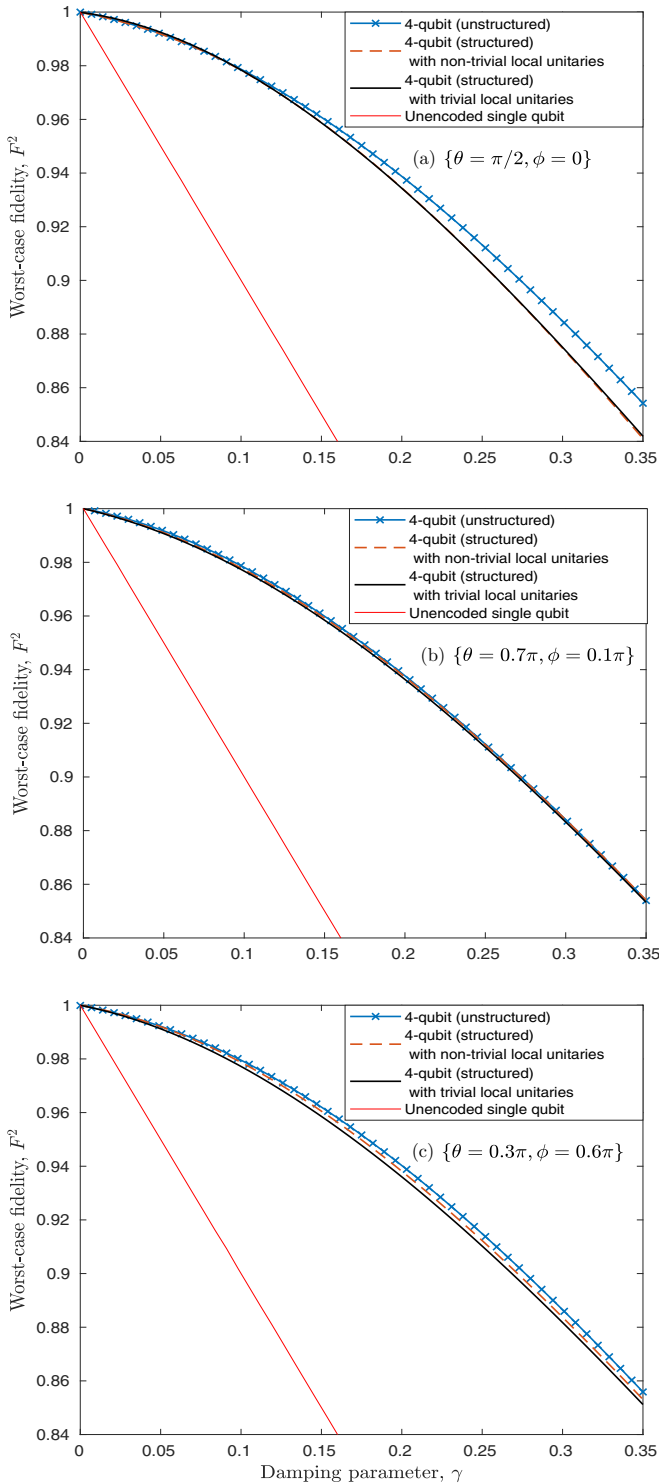 1
0.98
0.96
0.94
0.92
0.9
0.88
0.86
0.84
Worst-case fidelity, F²
4-qubit (unstructured)
4-qubit (structured)
with non-trivial local unitaries
4-qubit (structured)
with trivial local unitaries
Unencoded single qubit
(a) {θ = π/2, ϕ = 0}
0
0.05
0.1
0.15
0.2
0.25
0.3
0.35
1
0.98
0.96
0.94
0.92
0.9
0.88
0.86
0.84
Worst-case fidelity, F²
4-qubit (unstructured)
4-qubit (structured)
with non-trivial local unitaries
4-qubit (structured)
with trivial local unitaries
Unencoded single qubit
(b) {θ = 0.7π, ϕ = 0.1π}
0
0.05
0.1
0.15
0.2
0.25
0.3
0.35
1
0.98
0.96
0.94
0.92
0.9
0.88
0.86
0.84
Worst-case fidelity, F²
4-qubit (unstructured)
4-qubit (structured)
with non-trivial local unitaries
4-qubit (structured)
with trivial local unitaries
Unencoded single qubit
(c) {θ = 0.3π, ϕ = 0.6π}
0
0.05
0.1
0.15
0.2
0.25
0.3
0.35
Damping parameter, γ